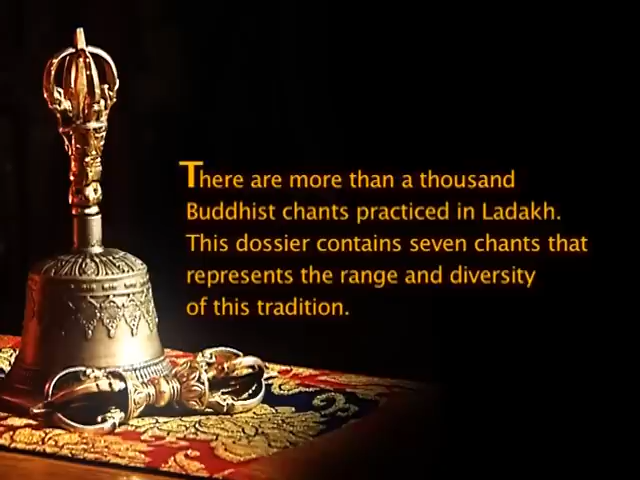 There are more than a thousand
Buddhist chants practiced in Ladakh.
This dossier contains seven chants that
represents the range and diversity
of this tradition.